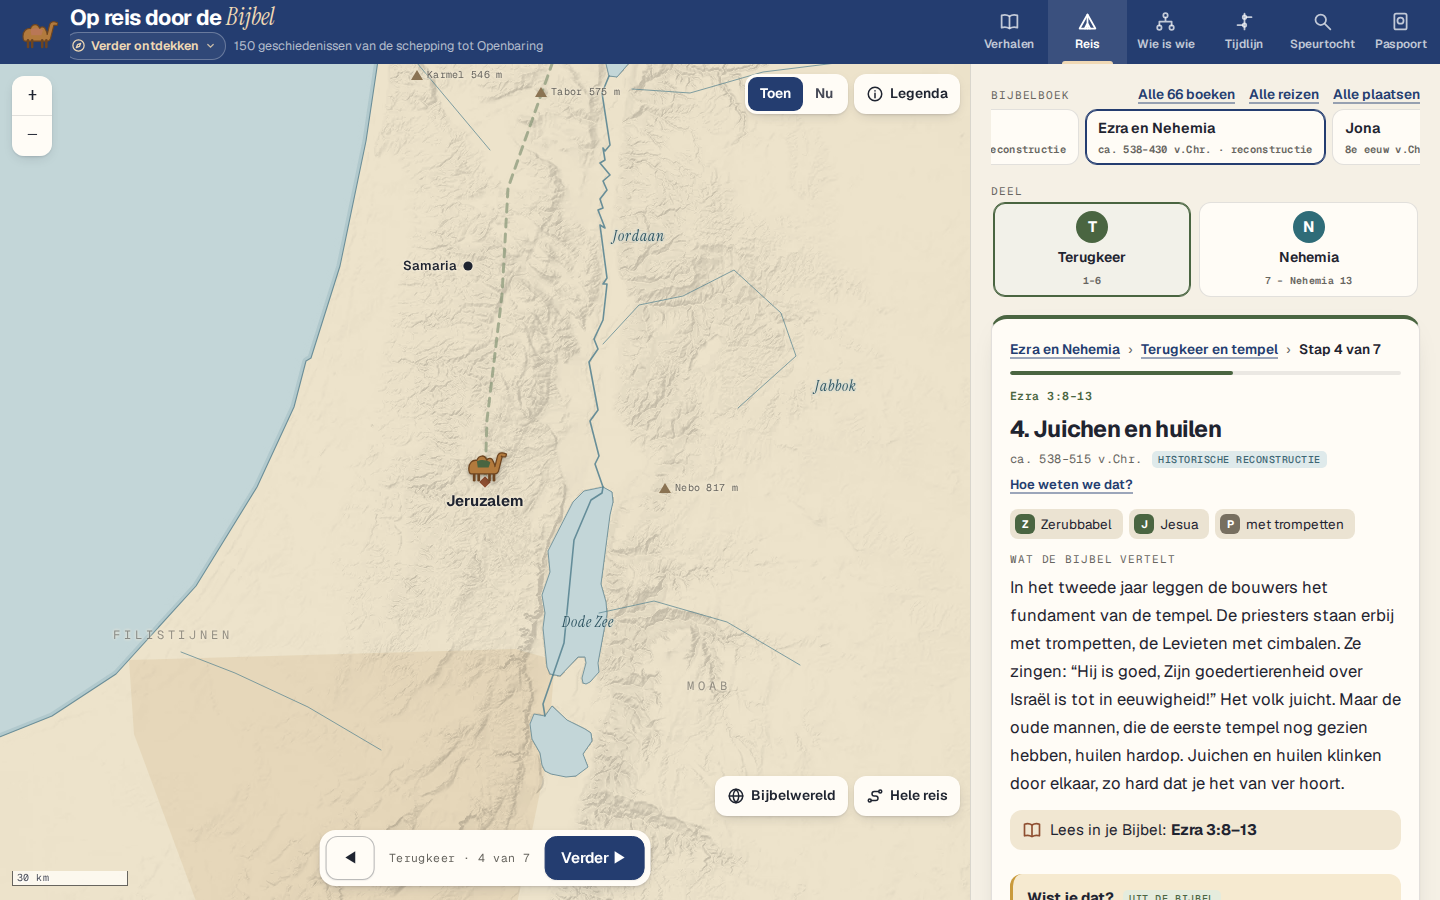 Op reis door de Bijbel
Verder ontdekken
150 geschiedenissen van de schepping tot Openbaring
Verhalen
Reis
Wie is wie
Tijdlijn
Speurtocht
Paspoort
+
−
Karmel 546 m
Tabor 575 m
Toen
Nu
Legenda
Jordaan
Samaria
Jabbok
Jeruzalem
Nebo 817 m
Dode Zee
FILISTIJNEN
MOAB
Bijbelwereld
Hele reis
Terugkeer · 4 van 7
Verder
30 km
BIJBELBOEK
Alle 66 boeken
Alle reizen
Alle plaatsen
econstructie
Ezra en Nehemia
ca. 538–430 v.Chr. · reconstructie
Jona
8e eeuw v.Ch
DEEL
T
Terugkeer
1–6
N
Nehemia
7 – Nehemia 13
Ezra en Nehemia › Terugkeer en tempel › Stap 4 van 7
Ezra 3:8–13
4. Juichen en huilen
ca. 538–515 v.Chr. HISTORISCHE RECONSTRUCTIE
Hoe weten we dat?
Z Zerubbabel
J Jesua
P met trompetten
WAT DE BIJBEL VERTELT
In het tweede jaar leggen de bouwers het
fundament van de tempel. De priesters staan erbij
met trompetten, de Levieten met cimbalen. Ze
zingen: “Hij is goed, Zijn goedertierenheid over
Israël is tot in eeuwigheid!” Het volk juicht. Maar de
oude mannen, die de eerste tempel nog gezien
hebben, huilen hardop. Juichen en huilen klinken
door elkaar, zo hard dat je het van ver hoort.
Lees in je Bijbel: Ezra 3:8–13
Wist je dat? UIT DE BIJBEL